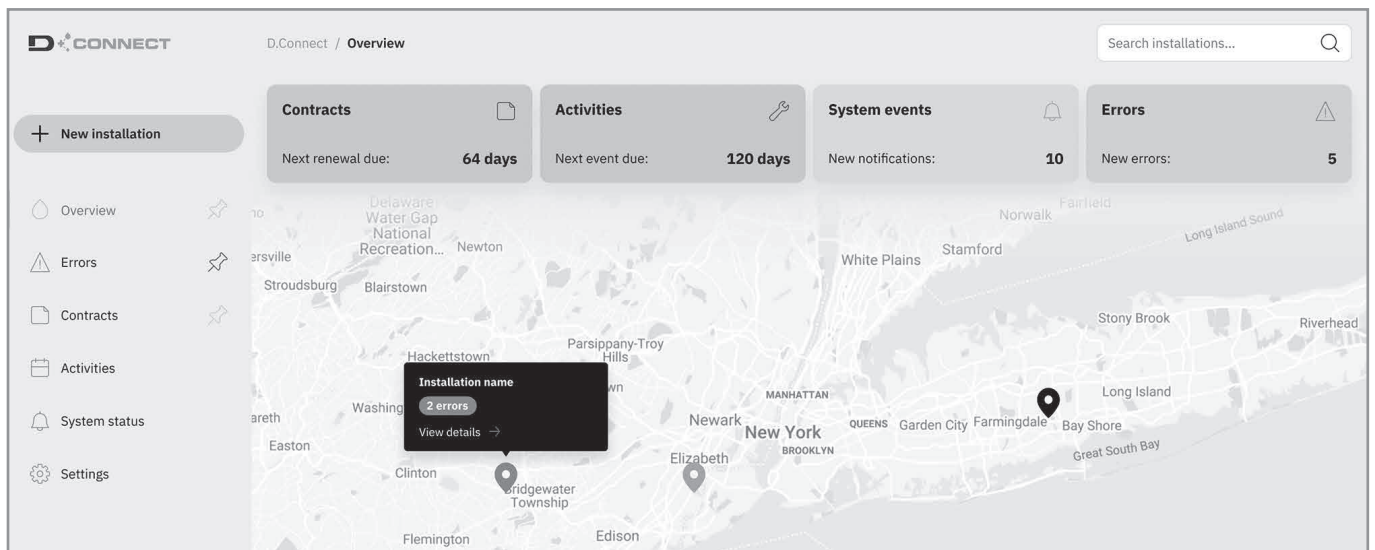 D CONNECT
D.Connect / Overview
Search installations...
New installation
Overview
Errors
Contracts
Activities
System status
Settings
Contracts
Next renewal due: 64 days
Activities
Next event due: 120 days
System events
New notifications: 10
Errors
New errors: 5
Delaware
Water Gap
National
Recreation...
Newton
ersville
Stroudsburg
Blairstown
Norwalk
Fairfield
Long Island Sound
Stamford
White Plains
Stony Brook
Riverhead
Parsippany-Troy
Hills
Hackettstown
wn
Installation name
2 errors
View details →
Washing
areth
Easton
MANHATTAN
Long Island
Newark
New York
QUEENS
Garden City
Farmingdale
Bay Shore
BROOKLYN
Great South Bay
Elizabeth
Clinton
Bridgewater
Township
Edison
Flemington